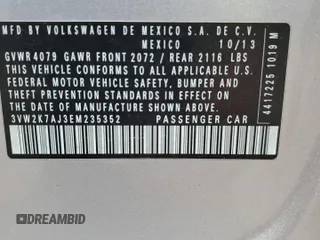 MFD BY VOLKSWAGEN DE MEXICO S.A. DE C.V.
MEXICO 10/13
GVWR 4079 GAWR FRONT 2072 / REAR 2116 LBS
THIS VEHICLE CONFORMS TO ALL APPLICABLE U.S.
FEDERAL MOTOR VEHICLE SAFETY, BUMPER AND
THEFT PREVENTION STANDARDS IN EFFECT ON
THE DATE OF MANUFACTURE SHOWN ABOVE
3VW2K7AJ3EM235352 PASSENGER CAR
4417225 1019 M
DREAMBID